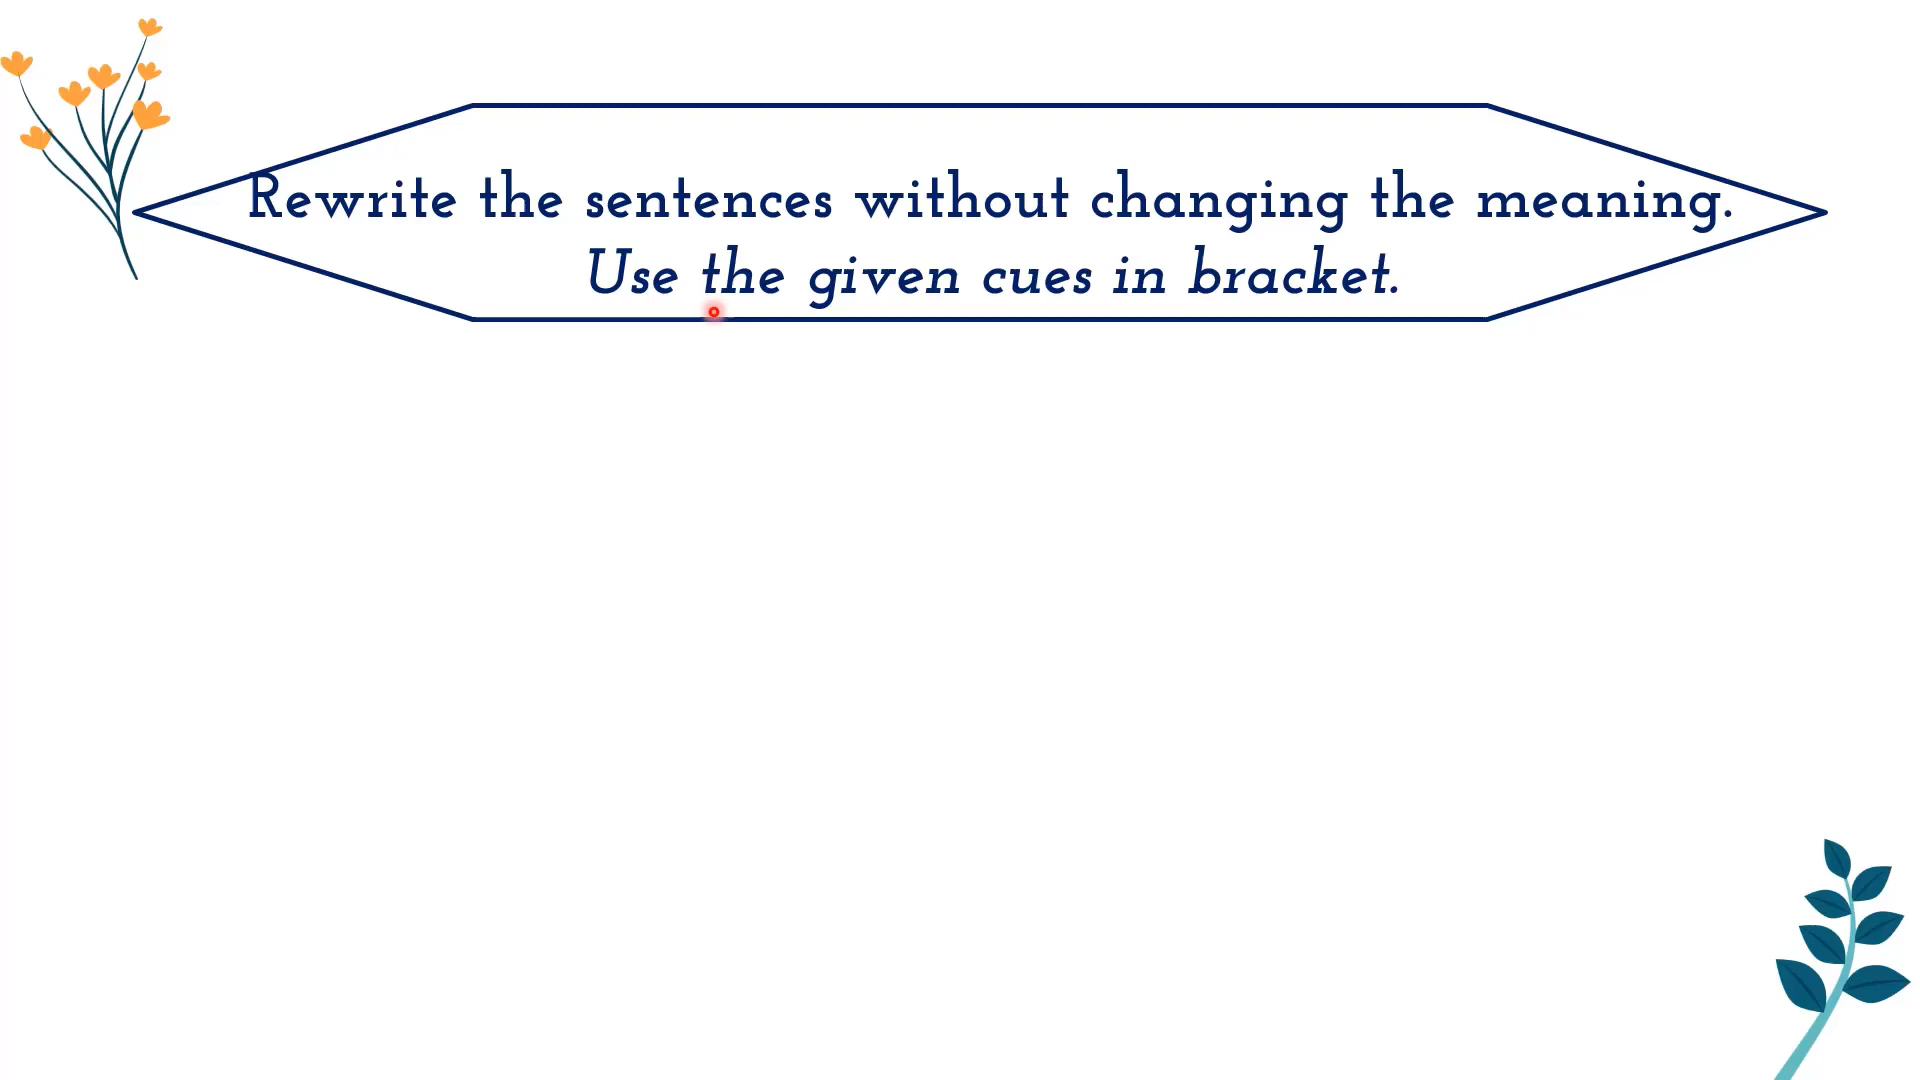 Rewrite the sentences without changing the meaning.
Use the given cues in bracket.